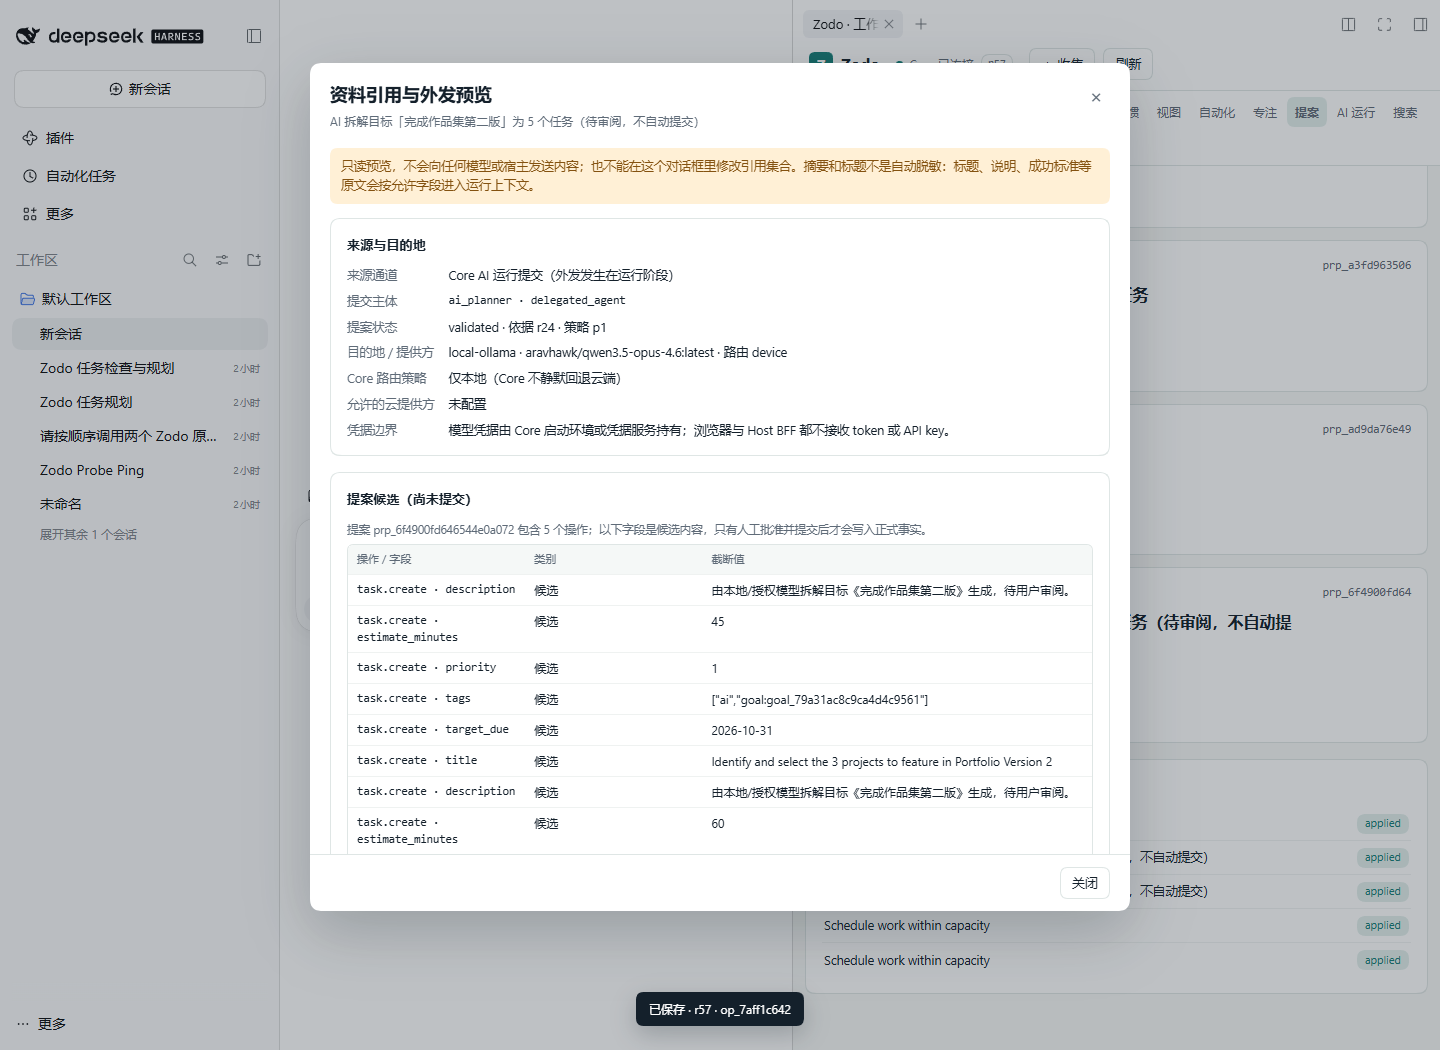 deepseek HARNESS
新会话
插件
自动化任务
更多
工作区
默认工作区
新会话
Zodo 任务检查与规划 2小时
Zodo 任务规划 2小时
请按顺序调用两个 Zodo 原... 2小时
Zodo Probe Ping 2小时
未命名 2小时
展开其余 1 个会话
··· 更多
Zodo · 工作
刷新
视图 自动化 专注 提案 AI 运行 搜索
prp_a3fd963506
任务
prp_ad9da76e49
prp_6f4900fd64
任务（待审阅，不自动提
applied
，不自动提交） applied
，不自动提交） applied
Schedule work within capacity applied
Schedule work within capacity applied
资料引用与外发预览
AI 拆解目标「完成作品集第二版」为 5 个任务（待审阅，不自动提交）
只读预览，不会向任何模型或宿主发送内容；也不能在这个对话框里修改引用集合。摘要和标题不是自动脱敏：标题、说明、成功标准等
原文会按允许字段进入运行上下文。
来源与目的地
来源通道 Core AI 运行提交（外发发生在运行阶段）
提交主体 ai_planner · delegated_agent
提案状态 validated · 依据 r24 · 策略 p1
目的地 / 提供方 local-ollama · aravhawk/qwen3.5-opus-4.6:latest · 路由 device
Core 路由策略 仅本地（Core 不静默回退云端）
允许的云提供方 未配置
凭据边界 模型凭据由 Core 启动环境或凭据服务持有；浏览器与 Host BFF 都不接收 token 或 API key。
提案候选（尚未提交）
提案 prp_6f4900fd646544e0a072 包含 5 个操作；以下字段是候选内容，只有人工批准并提交后才会写入正式事实。
操作 / 字段 类别 截断值
task.create · description 候选 由本地/授权模型拆解目标《完成作品集第二版》生成，待用户审阅。
task.create · estimate_minutes 候选 45
task.create · priority 候选 1
task.create · tags 候选 ["ai","goal:goal_79a31ac8c9ca4d4c9561"]
task.create · target_due 候选 2026-10-31
task.create · title 候选 Identify and select the 3 projects to feature in Portfolio Version 2
task.create · description 候选 由本地/授权模型拆解目标《完成作品集第二版》生成，待用户审阅。
task.create · estimate_minutes 候选 60
关闭
已保存 · r57 · op_7aff1c642